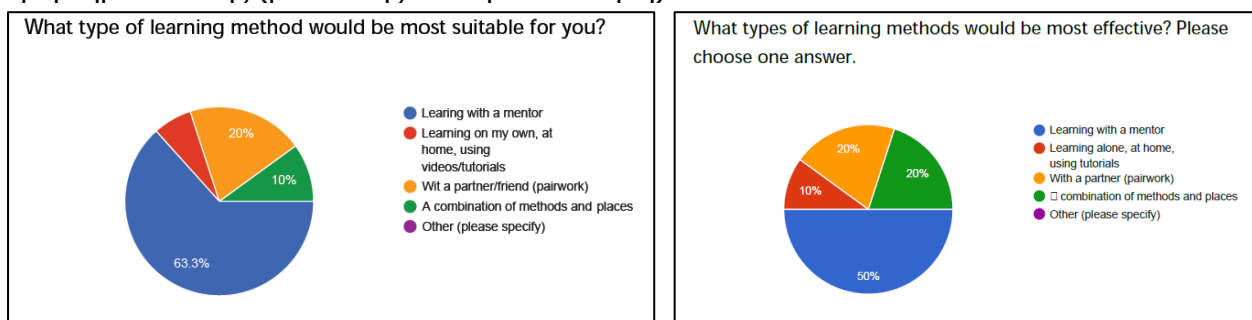 What type of learning method would be most suitable for you?
20%
10%
63.3%
Learing with a mentor
Learning on my own, at
home, using
videos/tutorials
Wit a partner/friend (pairwork)
A combination of methods and places
Other (please specify)
What types of learning methods would be most effective? Please
choose one answer.
20%
20%
10%
50%
Learning with a mentor
Learning alone, at home,
using tutorials
With a partner (pairwork)
combination of methods and places
Other (please specify)